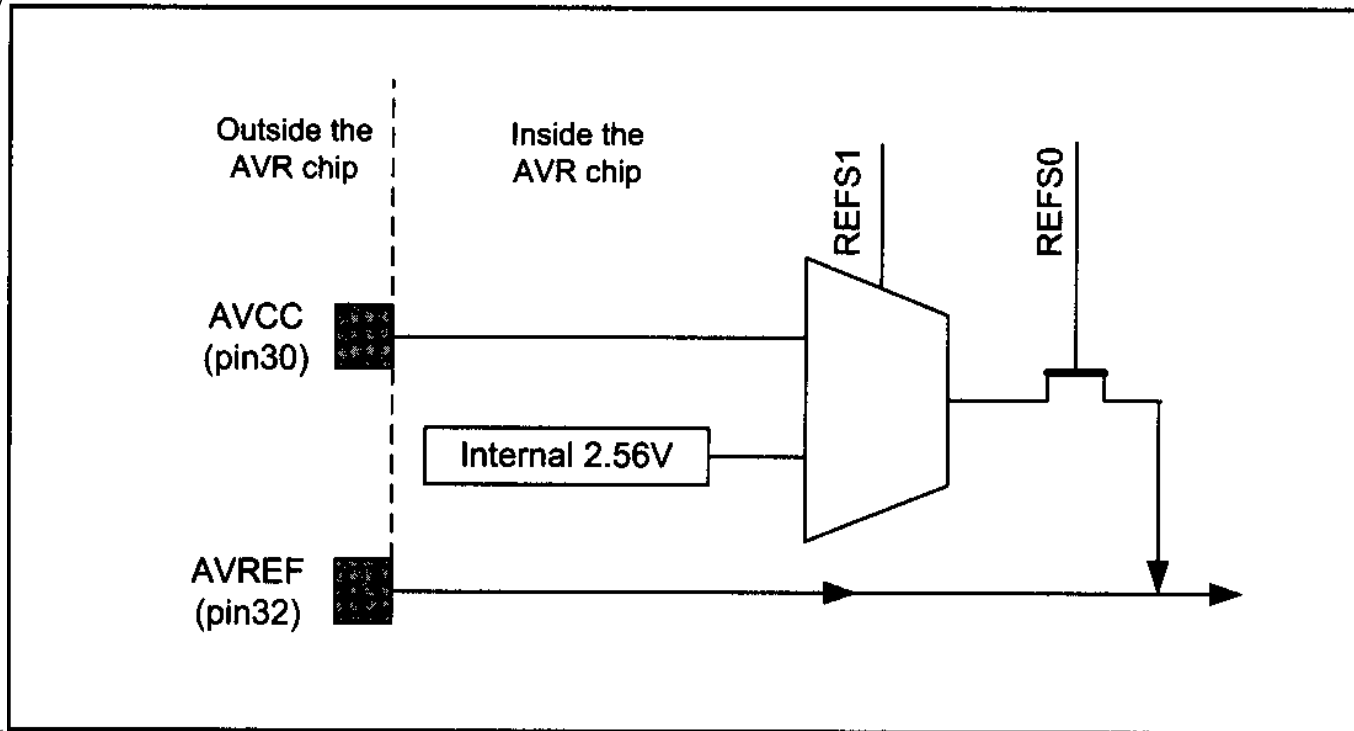 Outside the
AVR chip
Inside the
AVR chip
REFS1
REFS0
AVCC
(pin30)
Internal 2.56V
AVREF
(pin32)